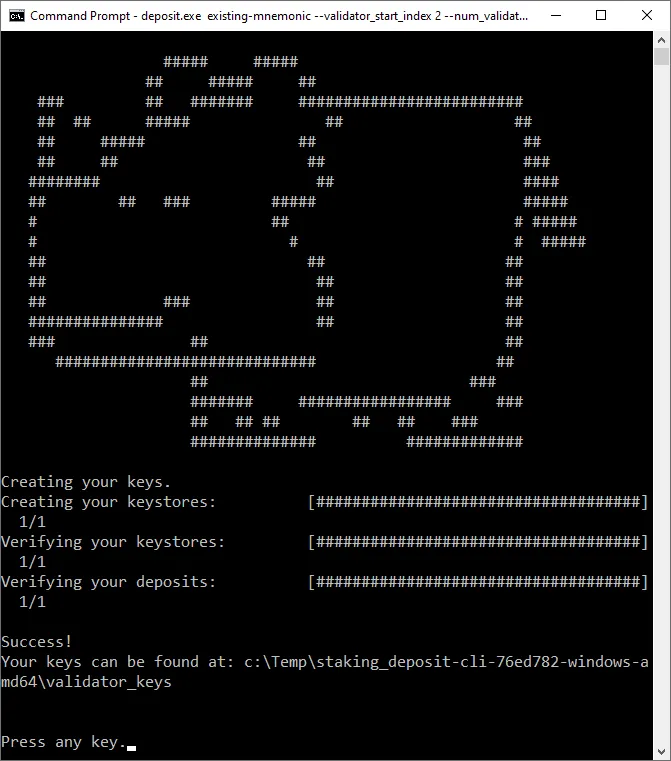 Command Prompt - deposit.exe existing-mnemonic --validator_start_index 2 --num_validat...
                  #####     #####
                ##     #####     ##
    ###         ##   #######     #########################
    ##  ##      #####               ##                   ##
    ##     #####                 ##                       ##
    ##     ##                     ##                      ###
   ########                        ##                     ####
   ##        ##   ###         #####                       #####
   #                          ##                         # #####
   #                            #                        #  #####
   ##                             ##                    ##
   ##                              ##                   ##
   ##             ###              ##                   ##
   ###############                 ##                   ##
   ###               ##                                 ##
      #############################                    ##
                     ##                             ###
                     #######     #################     ###
                     ##   ## ##        ##   ##    ###
                     ##############          #############
Creating your keys.
Creating your keystores:          [####################################]
  1/1
Verifying your keystores:         [####################################]
  1/1
Verifying your deposits:          [####################################]
  1/1
Success!
Your keys can be found at: c:\Temp\staking_deposit-cli-76ed782-windows-a
md64\validator_keys
Press any key.